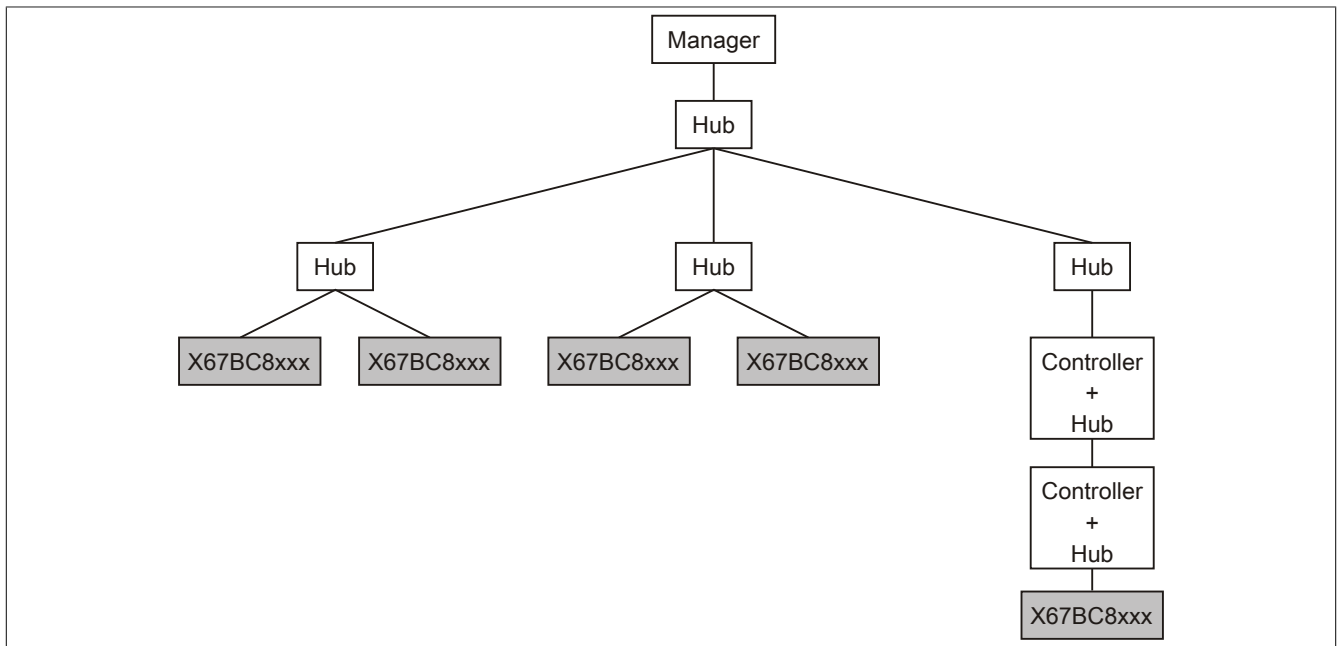 Manager
Hub
Hub
Hub
Hub
X67BC8xxx
X67BC8xxx
X67BC8xxx
X67BC8xxx
Controller
+
Hub
Controller
+
Hub
X67BC8xxx